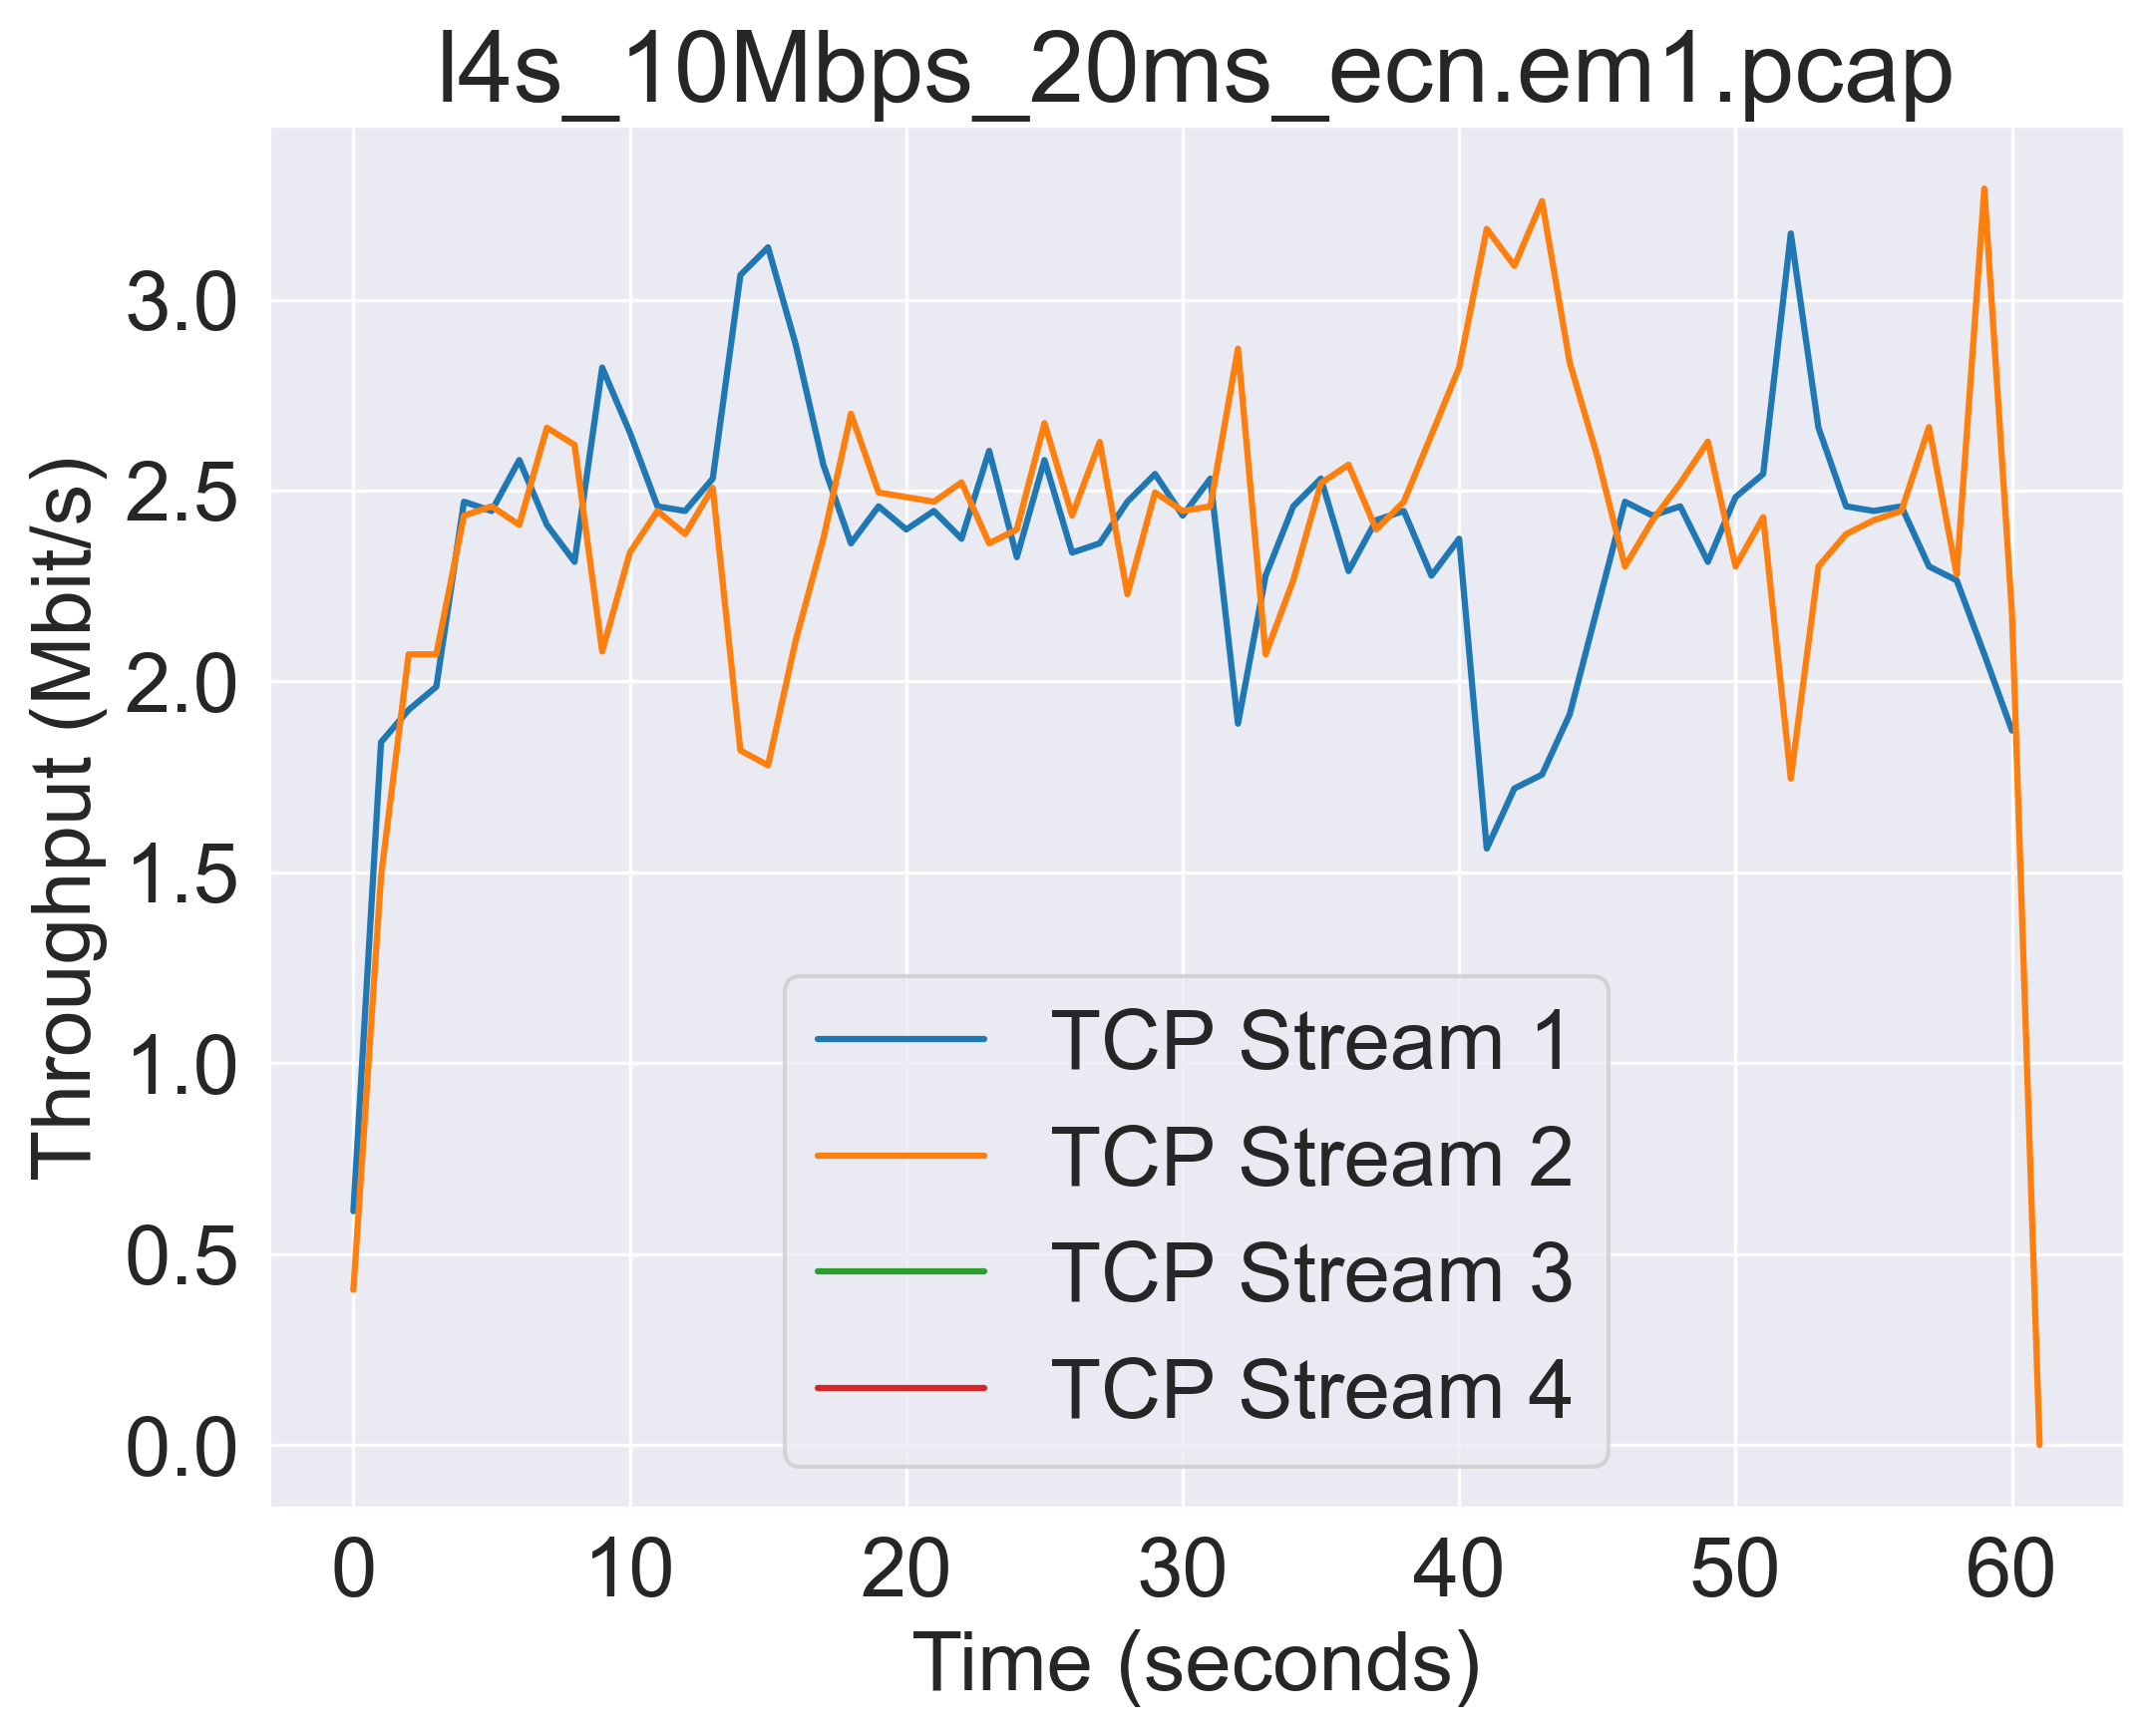 l4s_10Mbps_20ms_ecn.em1.pcap
Throughput (Mbit/s)
3.0
2.5
2.0
1.5
1.0
0.5
0.0
TCP Stream 1
TCP Stream 2
TCP Stream 3
TCP Stream 4
0 10 20 30 40 50 60
Time (seconds)